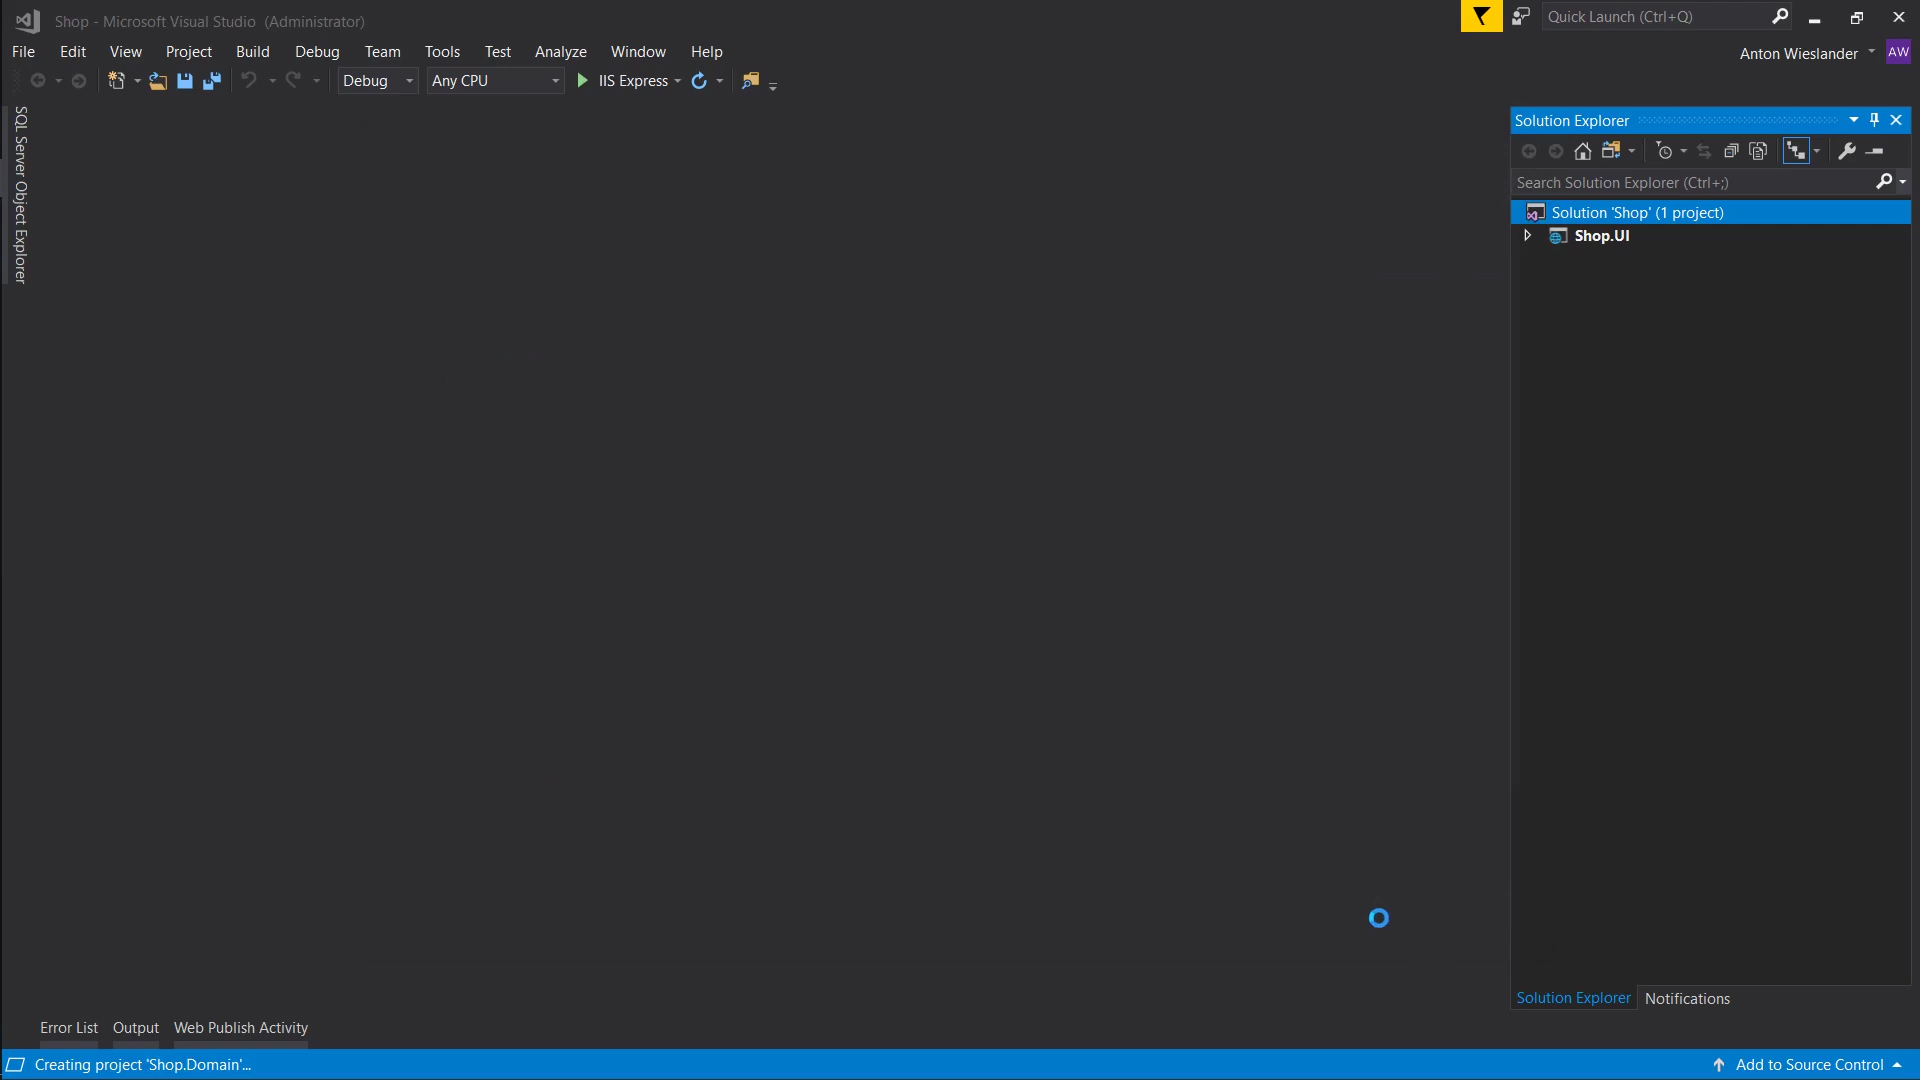 Shop - Microsoft Visual Studio (Administrator)
Quick Launch (Ctrl+Q)
File Edit View Project Build Debug Team Tools Test Analyze Window Help
Anton Wieslander AW
Debug Any CPU IIS Express
SQL Server Object Explorer
Solution Explorer
Search Solution Explorer (Ctrl+;)
Solution 'Shop' (1 project)
Shop.UI
Solution Explorer Notifications
Error List Output Web Publish Activity
Creating project 'Shop.Domain'...
Add to Source Control